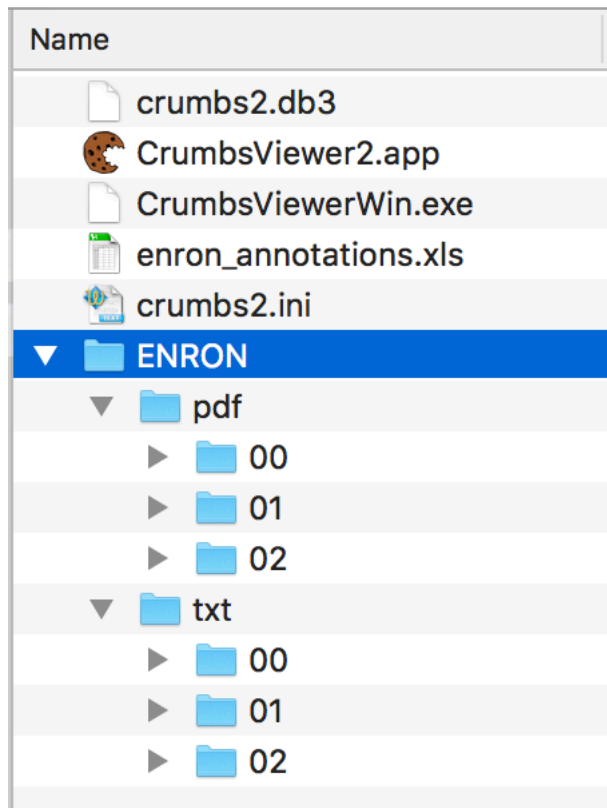 Name
crumbs2.db3
CrumbsViewer2.app
CrumbsViewerWin.exe
enron_annotations.xls
crumbs2.ini
ENRON
pdf
00
01
02
txt
00
01
02